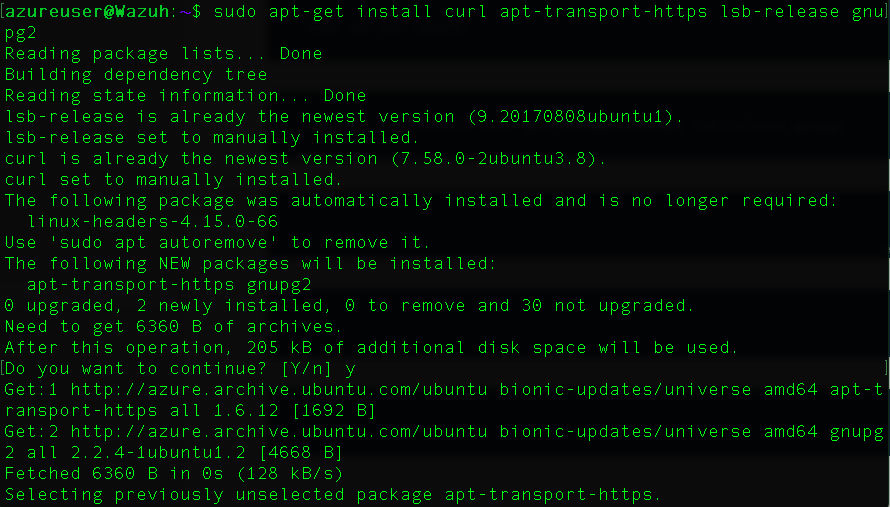 [azureuser@Wazuh:~$ sudo apt-get install curl apt-transport-https lsb-release gnu]
pg2
Reading package lists... Done
Building dependency tree
Reading state information... Done
lsb-release is already the newest version (9.20170808ubuntu1).
lsb-release set to manually installed.
curl is already the newest version (7.58.0-2ubuntu3.8).
curl set to manually installed.
The following package was automatically installed and is no longer required:
  linux-headers-4.15.0-66
Use 'sudo apt autoremove' to remove it.
The following NEW packages will be installed:
  apt-transport-https gnupg2
0 upgraded, 2 newly installed, 0 to remove and 30 not upgraded.
Need to get 6360 B of archives.
After this operation, 205 kB of additional disk space will be used.
[Do you want to continue? [Y/n] y ]
Get:1 http://azure.archive.ubuntu.com/ubuntu bionic-updates/universe amd64 apt-t
ransport-https all 1.6.12 [1692 B]
Get:2 http://azure.archive.ubuntu.com/ubuntu bionic-updates/universe amd64 gnupg
2 all 2.2.4-1ubuntu1.2 [4668 B]
Fetched 6360 B in 0s (128 kB/s)
Selecting previously unselected package apt-transport-https.